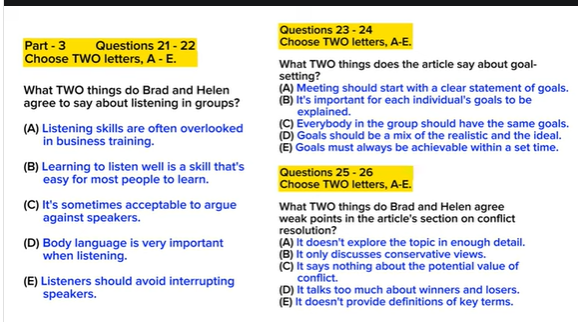 Part - 3 Questions 21 - 22
Choose TWO letters, A - E.
What TWO things do Brad and Helen
agree to say about listening in groups?
(A) Listening skills are often overlooked
in business training.
(B) Learning to listen well is a skill that's
easy for most people to learn.
(C) It's sometimes acceptable to argue
against speakers.
(D) Body language is very important
when listening.
(E) Listeners should avoid interrupting
speakers.
Questions 23 - 24
Choose TWO letters, A-E.
What TWO things does the article say about goal-
setting?
(A) Meeting should start with a clear statement of goals.
(B) It's important for each individual's goals to be
explained.
(C) Everybody in the group should have the same goals.
(D) Goals should be a mix of the realistic and the ideal.
(E) Goals must always be achievable within a set time.
Questions 25 - 26
Choose TWO letters, A-E.
What TWO things do Brad and Helen agree
weak points in the article's section on conflict
resolution?
(A) It doesn't explore the topic in enough detail.
(B) It only discusses conservative views.
(C) It says nothing about the potential value of
conflict.
(D) It talks too much about winners and losers.
(E) It doesn't provide definitions of key terms.